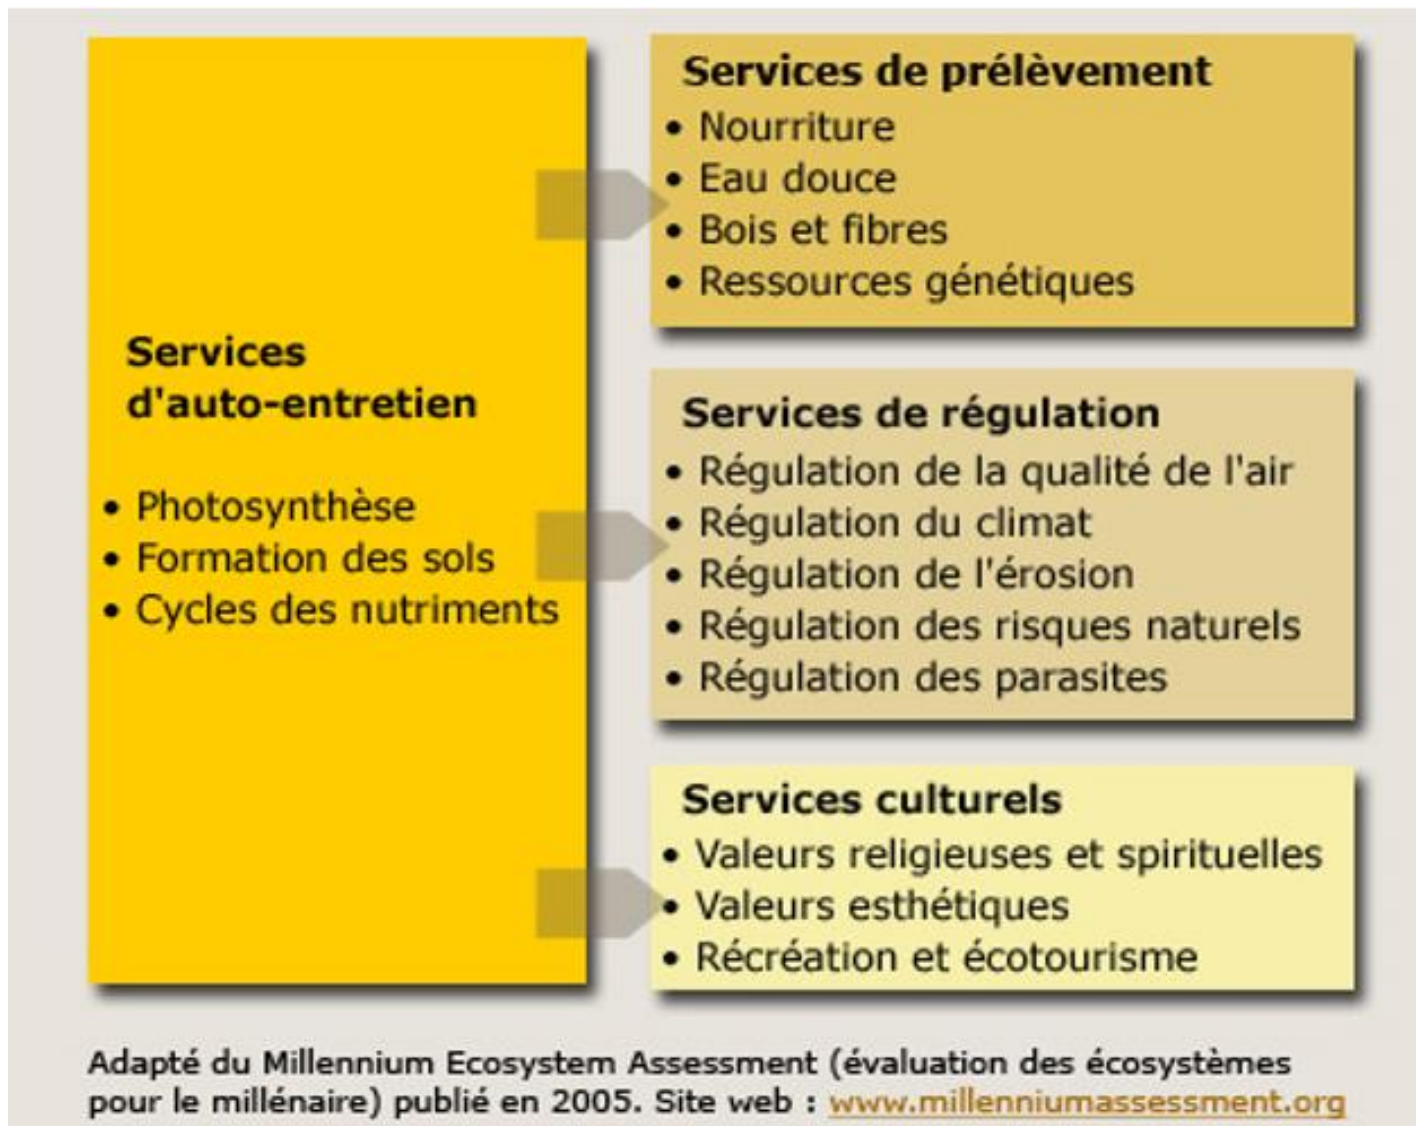 Services
d'auto-entretien
• Photosynthèse
• Formation des sols
• Cycles des nutriments
Services de prélèvement
• Nourriture
• Eau douce
• Bois et fibres
• Ressources génétiques
Services de régulation
• Régulation de la qualité de l'air
• Régulation du climat
• Régulation de l'érosion
• Régulation des risques naturels
• Régulation des parasites
Services culturels
• Valeurs religieuses et spirituelles
• Valeurs esthétiques
• Récréation et écotourisme
Adapté du Millennium Ecosystem Assessment (évaluation des écosystèmes
pour le millénaire) publié en 2005. Site web : www.millenniumassessment.org